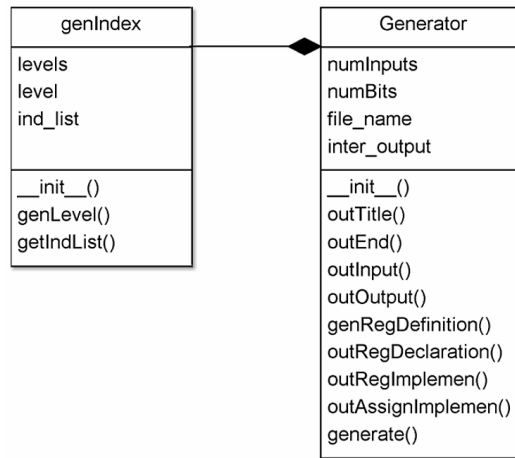 genIndex
levels
level
ind_list
__init__()
genLevel()
getIndList()
Generator
numInputs
numBits
file_name
inter_output
__init__()
outTitle()
outEnd()
outInput()
outOutput()
genRegDefinition()
outRegDeclaration()
outRegImplemen()
outAssignImplemen()
generate()